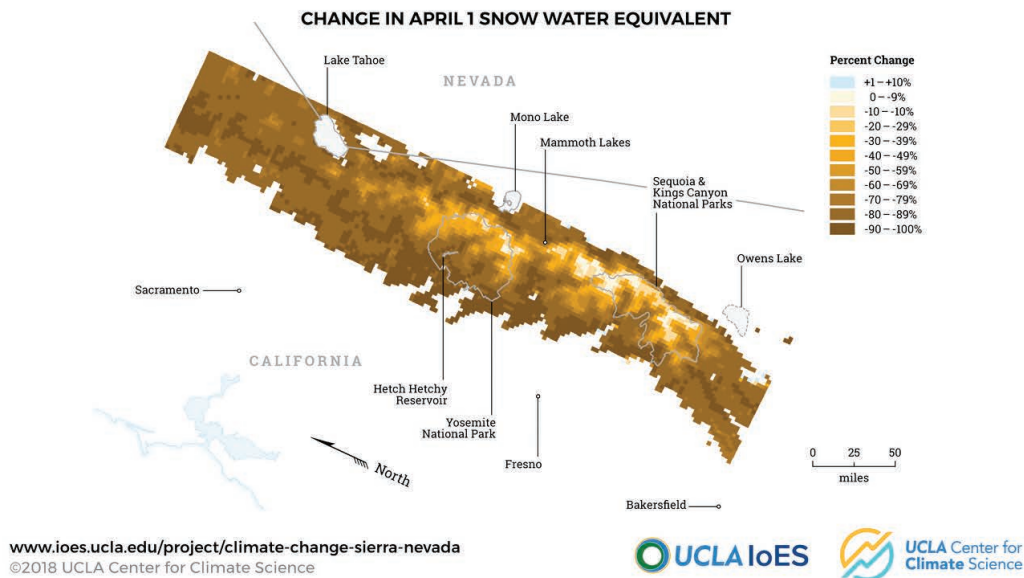 CHANGE IN APRIL 1 SNOW WATER EQUIVALENT
Lake Tahoe
NEVADA
Mono Lake
Mammoth Lakes
Sequoia &
Kings Canyon
National Parks
Owens Lake
Percent Change
+1 – +10%
0 – -9%
-10 – -10%
-20 – -29%
-30 – -39%
-40 – -49%
-50 – -59%
-60 – -69%
-70 – -79%
-80 – -89%
-90 – -100%
Sacramento
CALIFORNIA
Hetch Hetchy
Reservoir
Yosemite
National Park
Fresno
North
Bakersfield
0 25 50
miles
www.ioes.ucla.edu/project/climate-change-sierra-nevada
©2018 UCLA Center for Climate Science
UCLA IoES
UCLA Center for
Climate Science